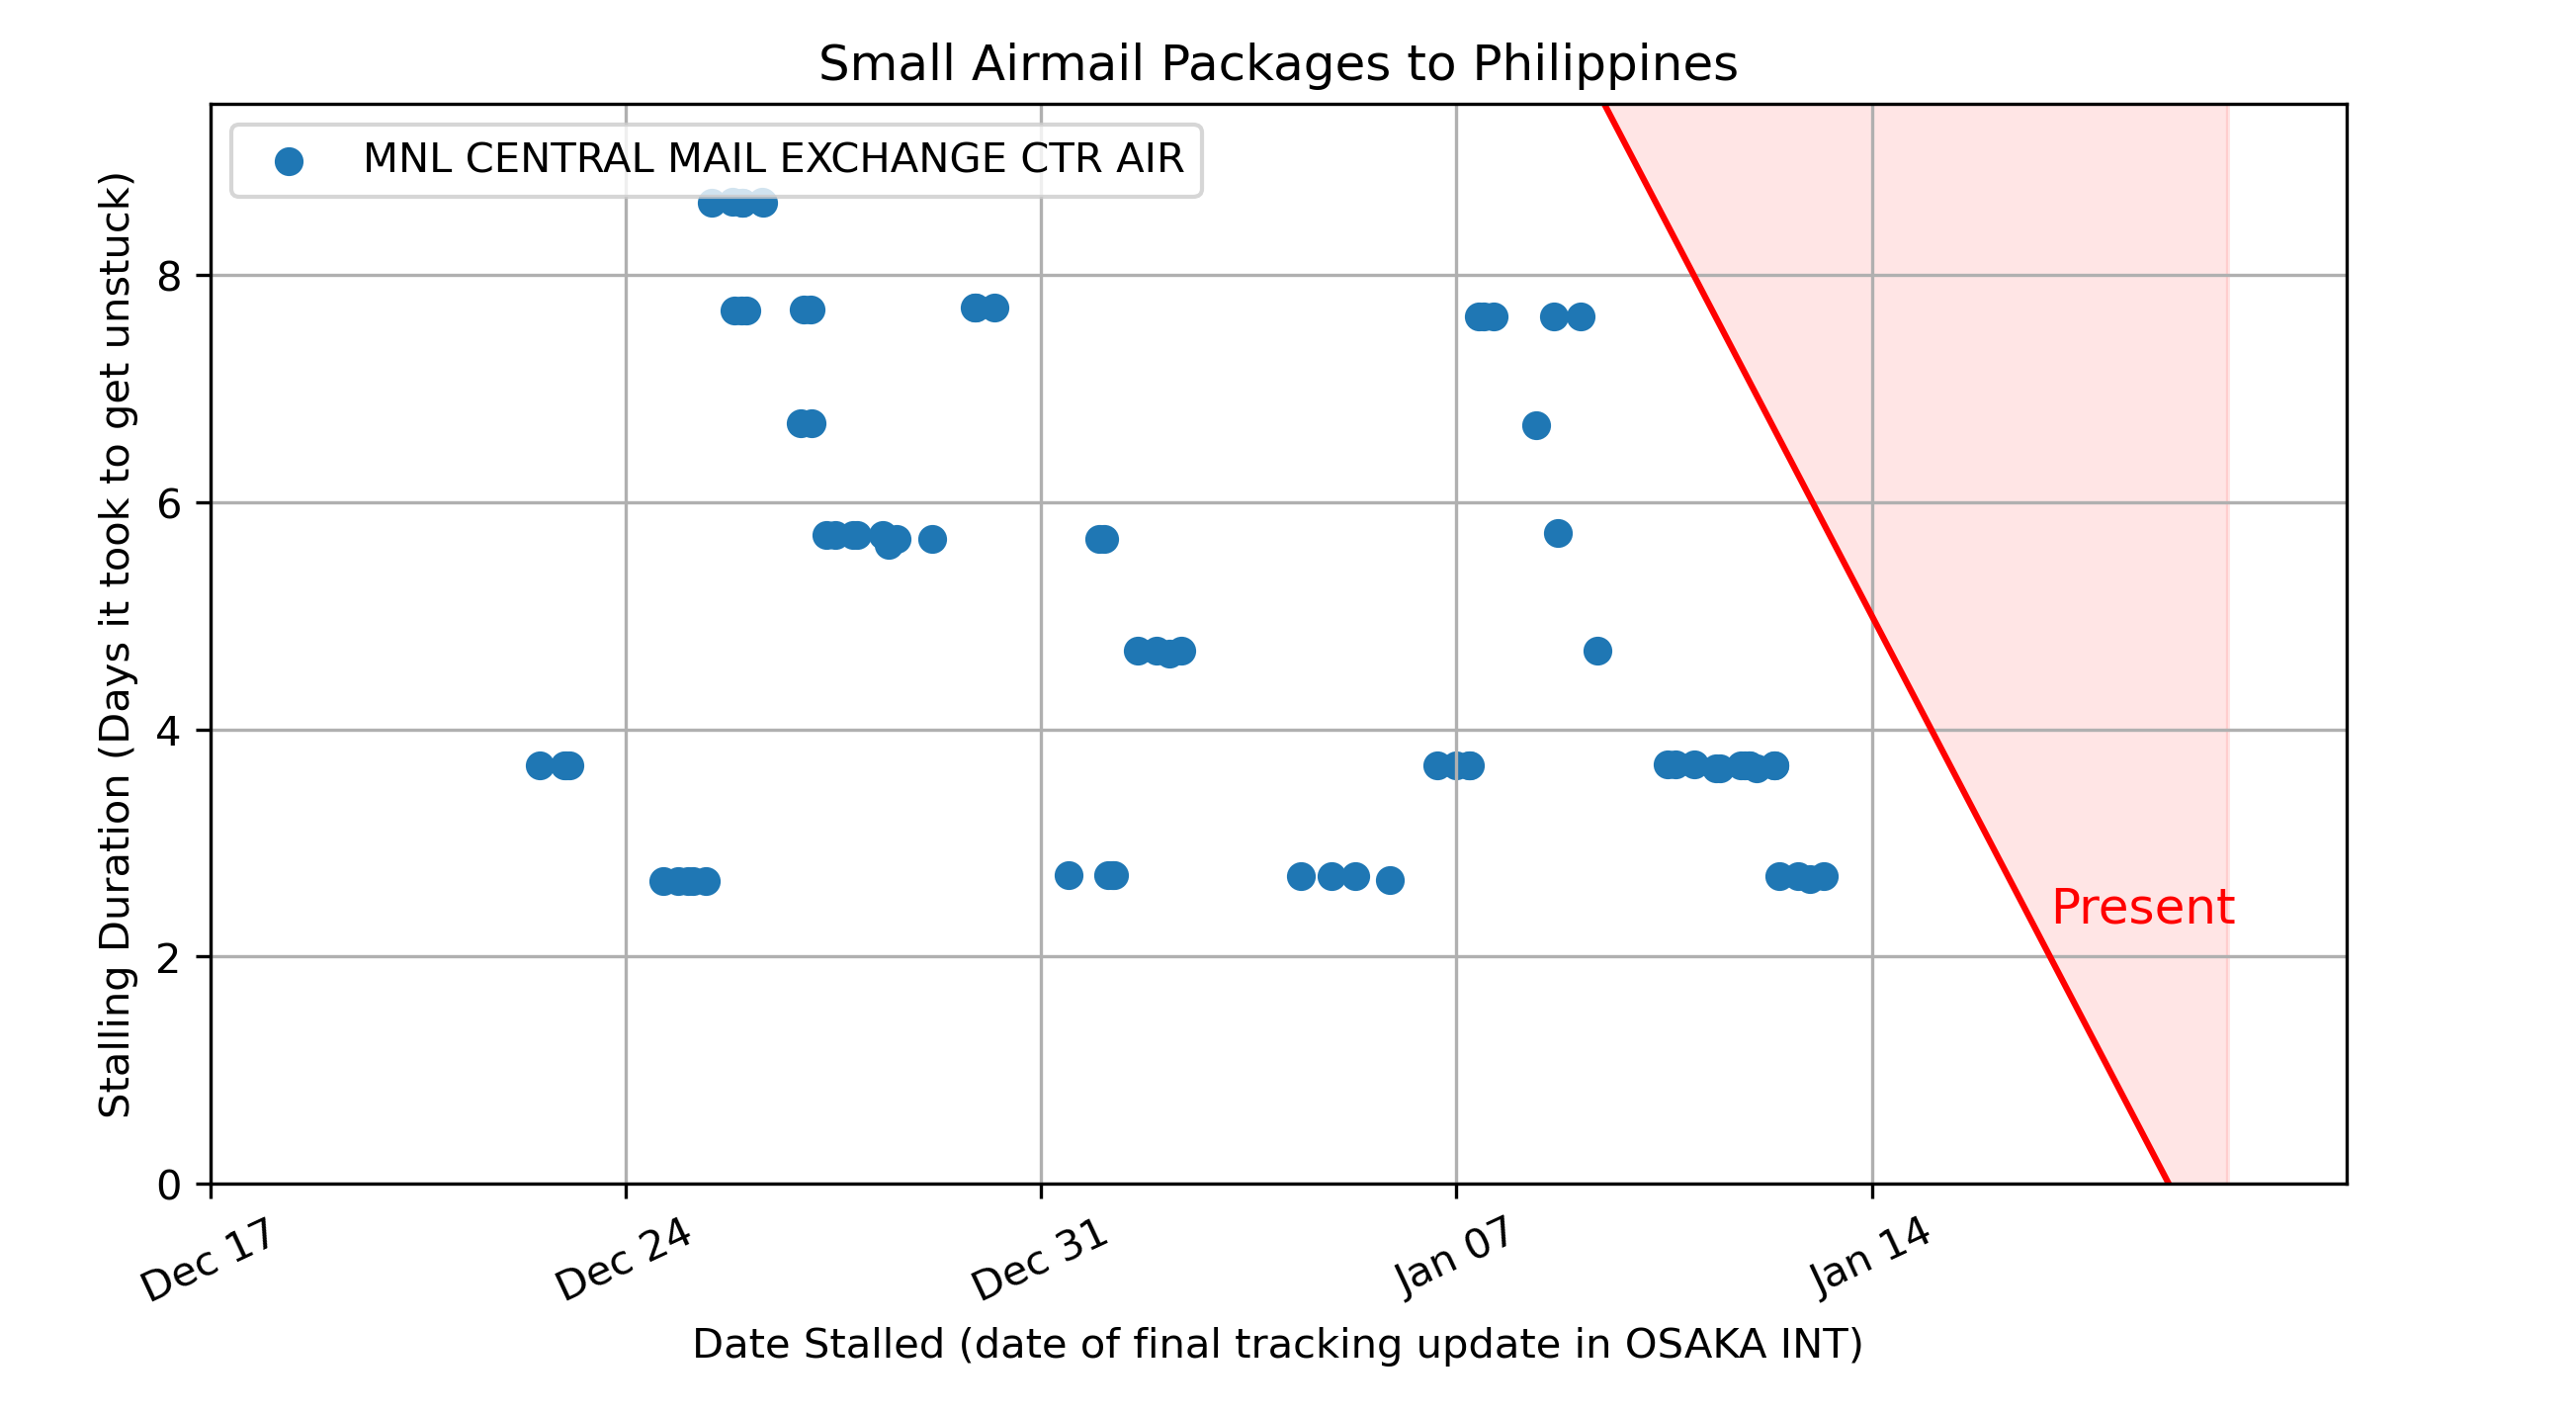 Small Airmail Packages to Philippines
MNL CENTRAL MAIL EXCHANGE CTR AIR
Stalling Duration (Days it took to get unstuck)
8
6
4
2
0
Present
Dec 17
Dec 24
Dec 31
Jan 07
Jan 14
Date Stalled (date of final tracking update in OSAKA INT)